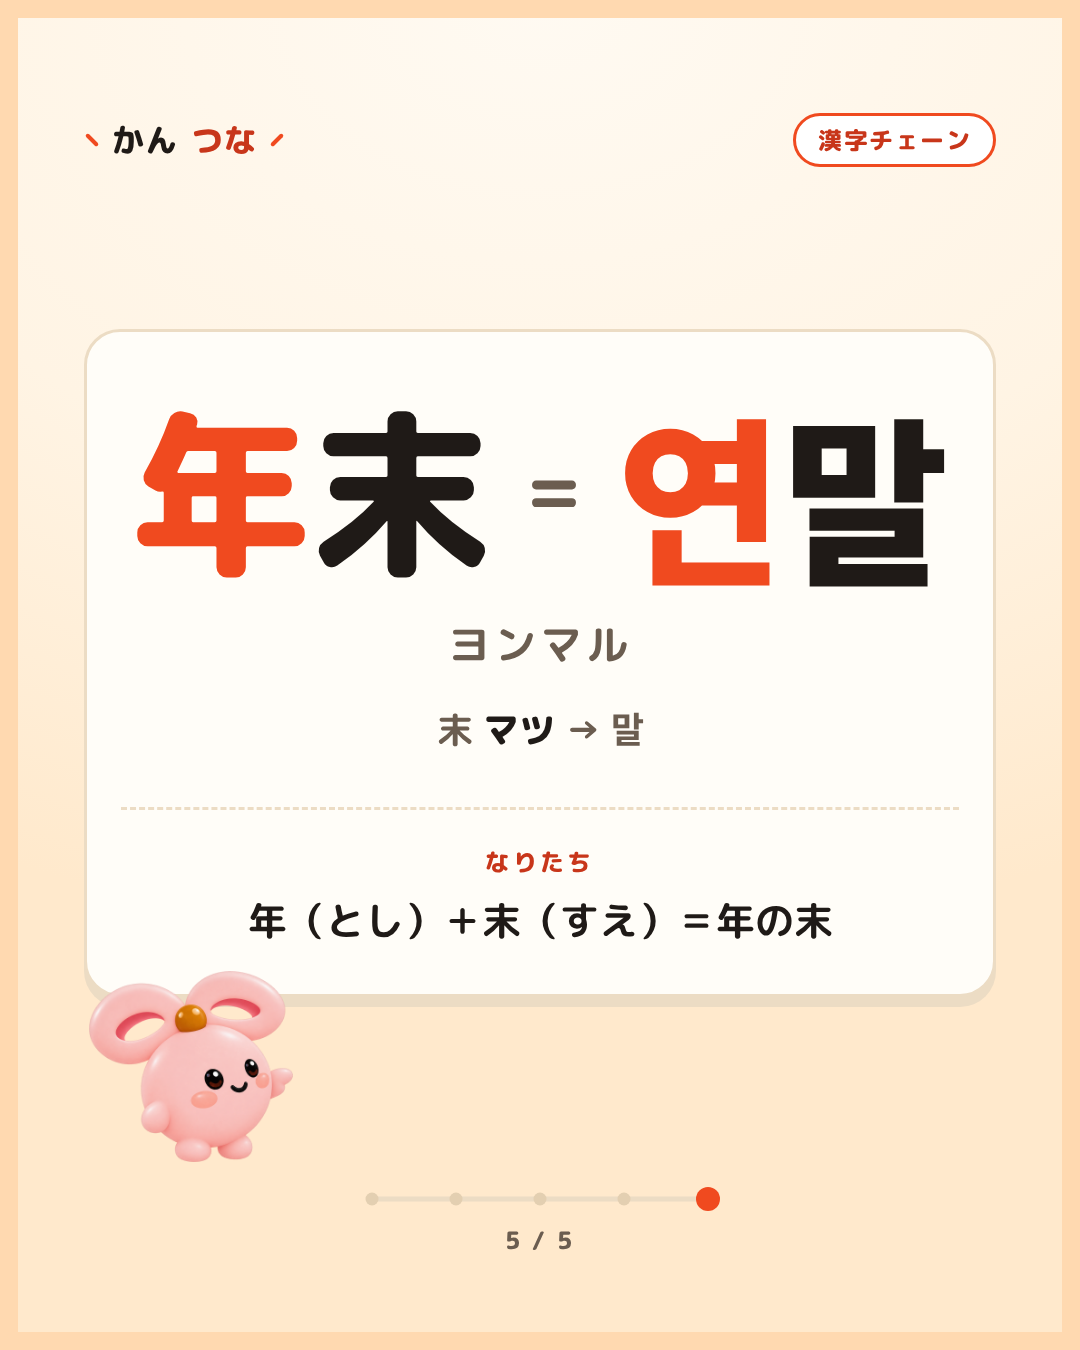 かん つな
漢字チェーン
年末 = 연말
ヨンマル
末 マツ → 말
なりたち
年（とし）＋末（すえ）＝年の末
5 / 5